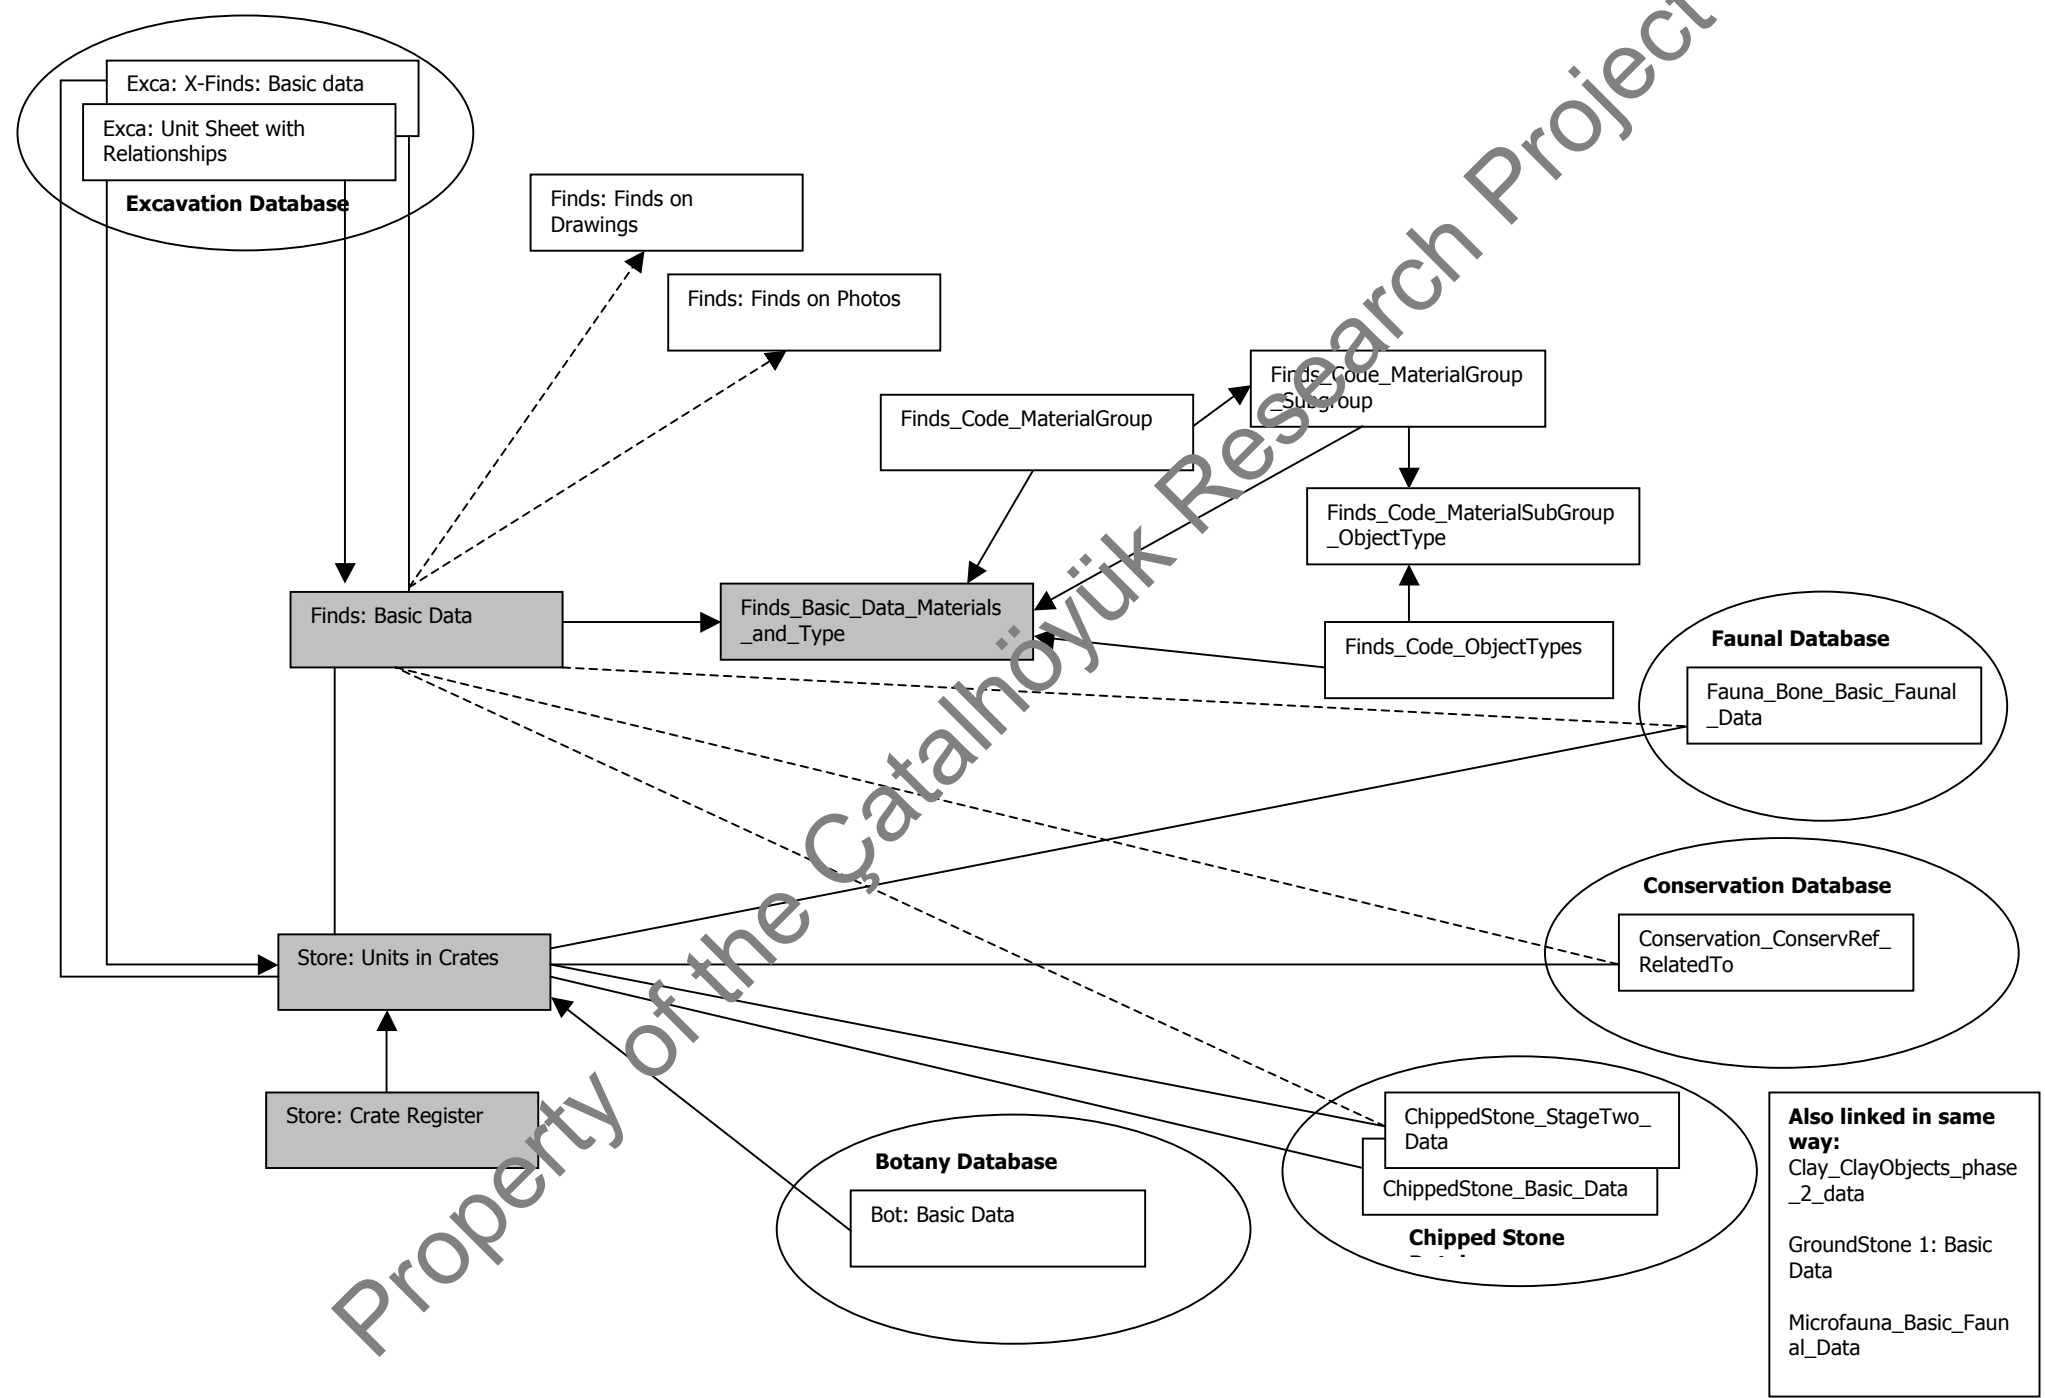 Exca: X-Finds: Basic data
Exca: Unit Sheet with
Relationships
Excavation Database
Finds: Finds on
Drawings
Finds: Finds on Photos
Finds_Code_MaterialGroup
Finds_Code_MaterialGroup
_Subgroup
Finds_Code_MaterialSubGroup
_ObjectType
Finds: Basic Data
Finds_Basic_Data_Materials
_and_Type
Finds_Code_ObjectTypes
Faunal Database
Fauna_Bone_Basic_Faunal
_Data
Conservation Database
Conservation_ConservRef_
RelatedTo
Store: Units in Crates
Store: Crate Register
Botany Database
Bot: Basic Data
ChippedStone_StageTwo_
Data
ChippedStone_Basic_Data
Chipped Stone
Also linked in same
way:
Clay_ClayObjects_phase
_2_data
GroundStone 1: Basic
Data
Microfauna_Basic_Faun
al_Data
Property of the Çatalhöyük Research Project